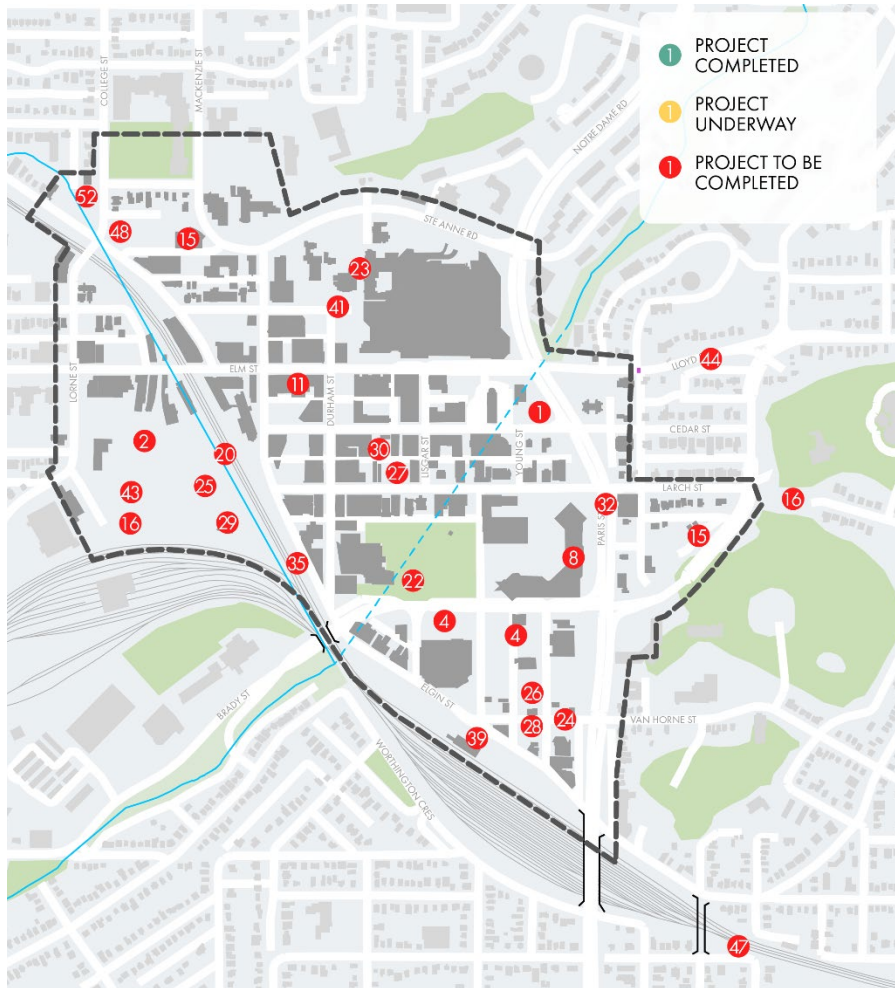 1 PROJECT
COMPLETED
1 PROJECT
UNDERWAY
1 PROJECT TO BE
COMPLETED
COLLEGE ST
MACKENZIE ST
NOTRE DAME RD
52
48
15
STE ANNE RD
23
41
LLOYD
44
ELM ST
LORNE ST
11
DURHAM ST
1
2
30
LISGAR ST
YOUNG ST
CEDAR ST
20
27
25
LARCH ST
43
16
32
16
29
PARIS S
15
35
8
22
4
4
BRADY ST
ELGIN ST
26
24
VAN HORNE ST
28
39
WORTHINGTON CRES
47